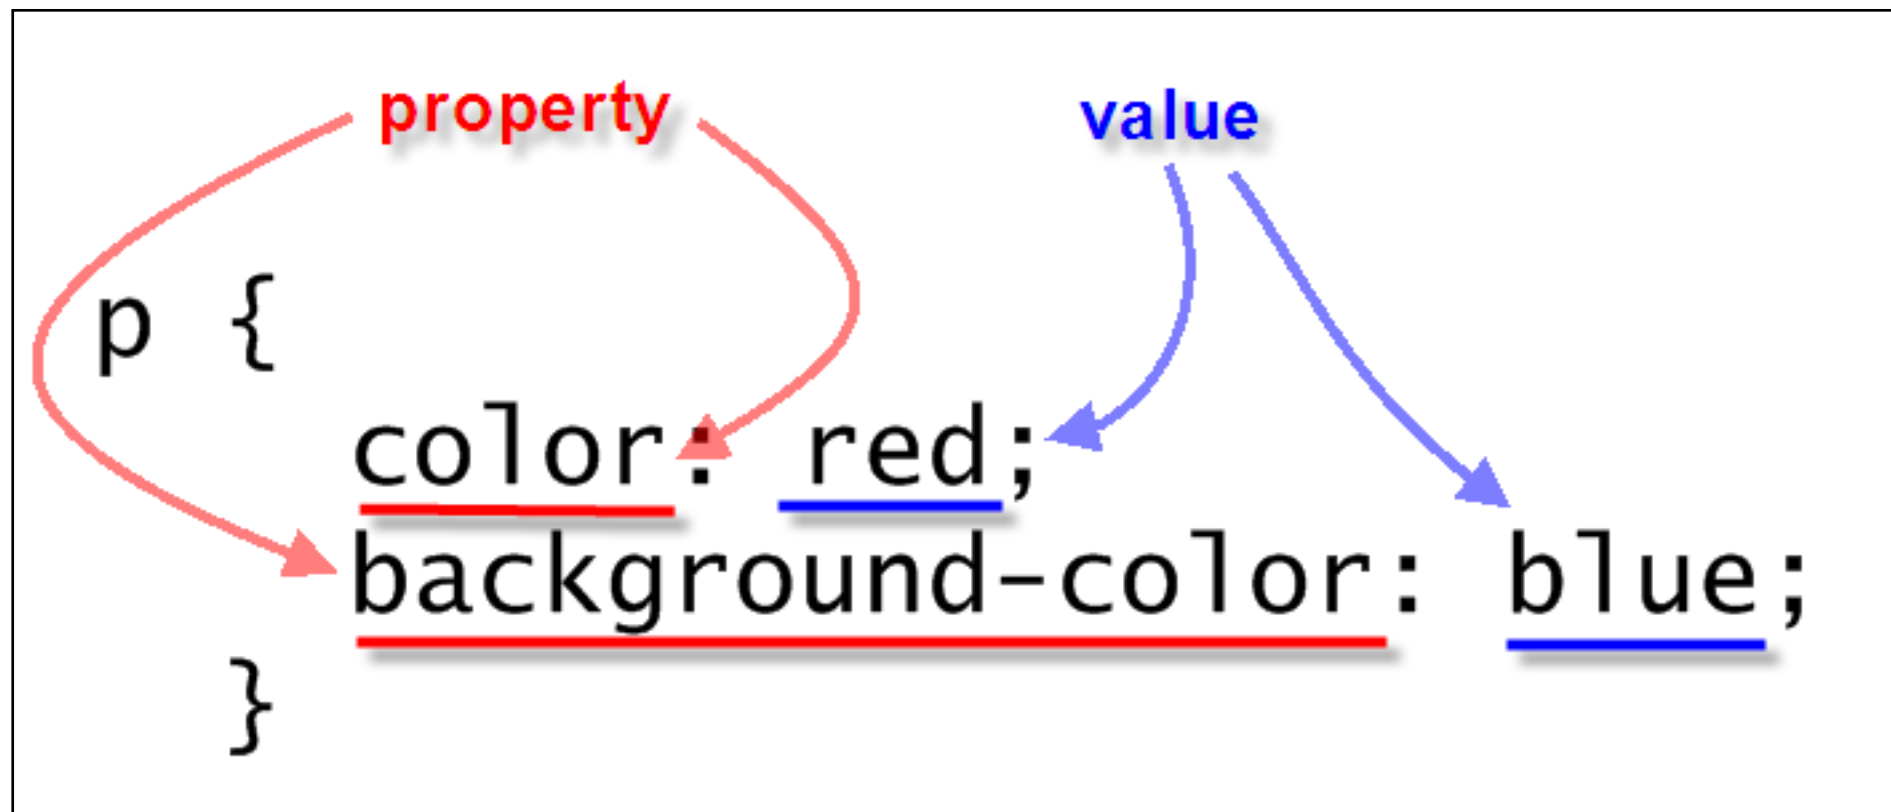 property value
p {
color: red;
background-color: blue;
}